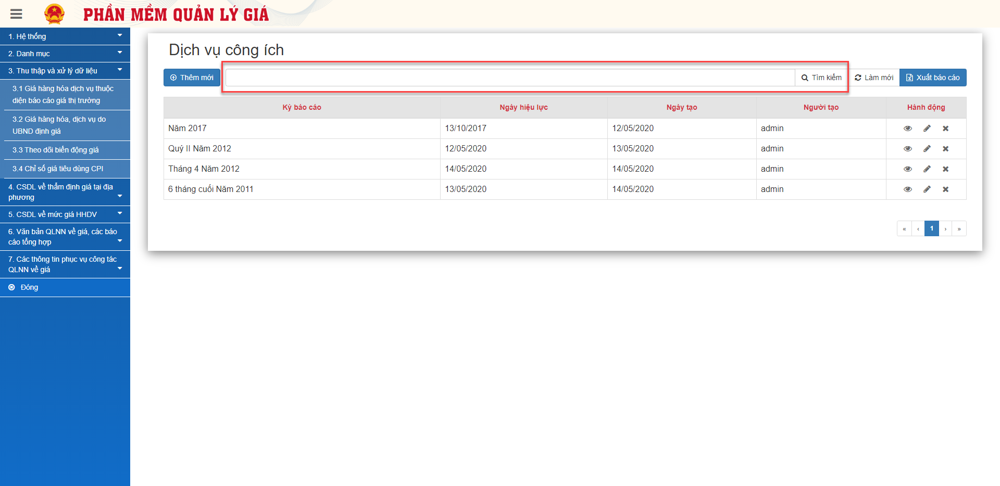 PHẦN MỀM QUẢN LÝ GIÁ
1. Hệ thống
2. Danh mục
3. Thu thập và xử lý dữ liệu
3.1 Giá hàng hóa dịch vụ thuộc
diện báo cáo giá thị trường
3.2 Giá hàng hóa, dịch vụ do
UBND định giá
3.3 Theo dõi biến động giá
3.4 Chỉ số giá tiêu dùng CPI
4. CSDL về thẩm định giá tại địa
phương
5. CSDL về mức giá HHDV
6. Văn bản QLNN về giá, các báo
cáo tổng hợp
7. Các thông tin phục vụ công tác
QLNN về giá
Đóng
Dịch vụ công ích
Thêm mới Tìm kiếm Làm mới Xuất báo cáo
Kỳ báo cáo Ngày hiệu lực Ngày tạo Người tạo Hành động
Năm 2017 13/10/2017 12/05/2020 admin
Quý II Năm 2012 12/05/2020 13/05/2020 admin
Tháng 4 Năm 2012 14/05/2020 14/05/2020 admin
6 tháng cuối Năm 2011 13/05/2020 14/05/2020 admin
« ‹ 1 › »